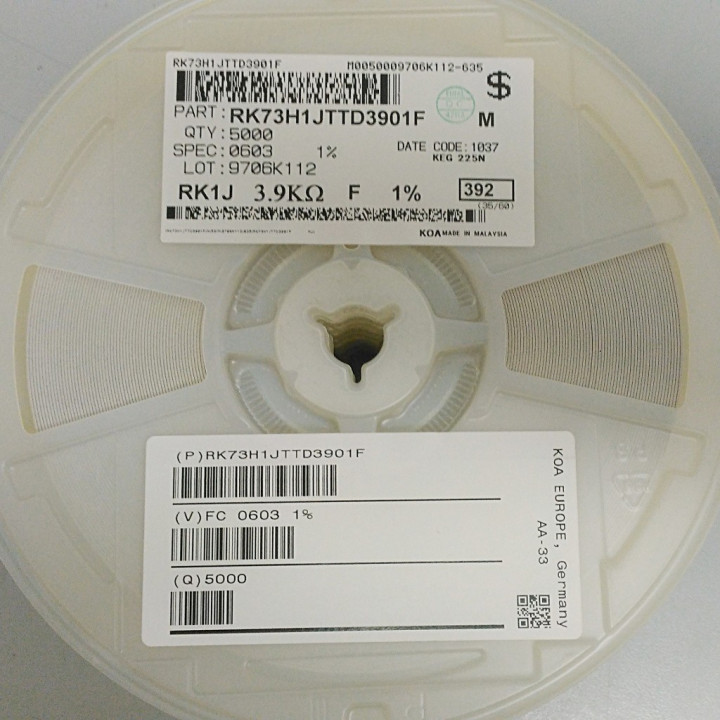 RK73H1JTTD3901F M0050009706K112-635
PART: RK73H1JTTD3901F M
QTY: 5000
SPEC: 0603 1% DATE CODE: 1037
KEG 225N
LOT: 9706K112
RK1J 3.9KΩ F 1% 392
(35/60)
KOA MADE IN MALAYSIA
(P)RK73H1JTTD3901F
(V)FC 0603 1%
(Q)5000
KOA EUROPE, Germany
AA-33